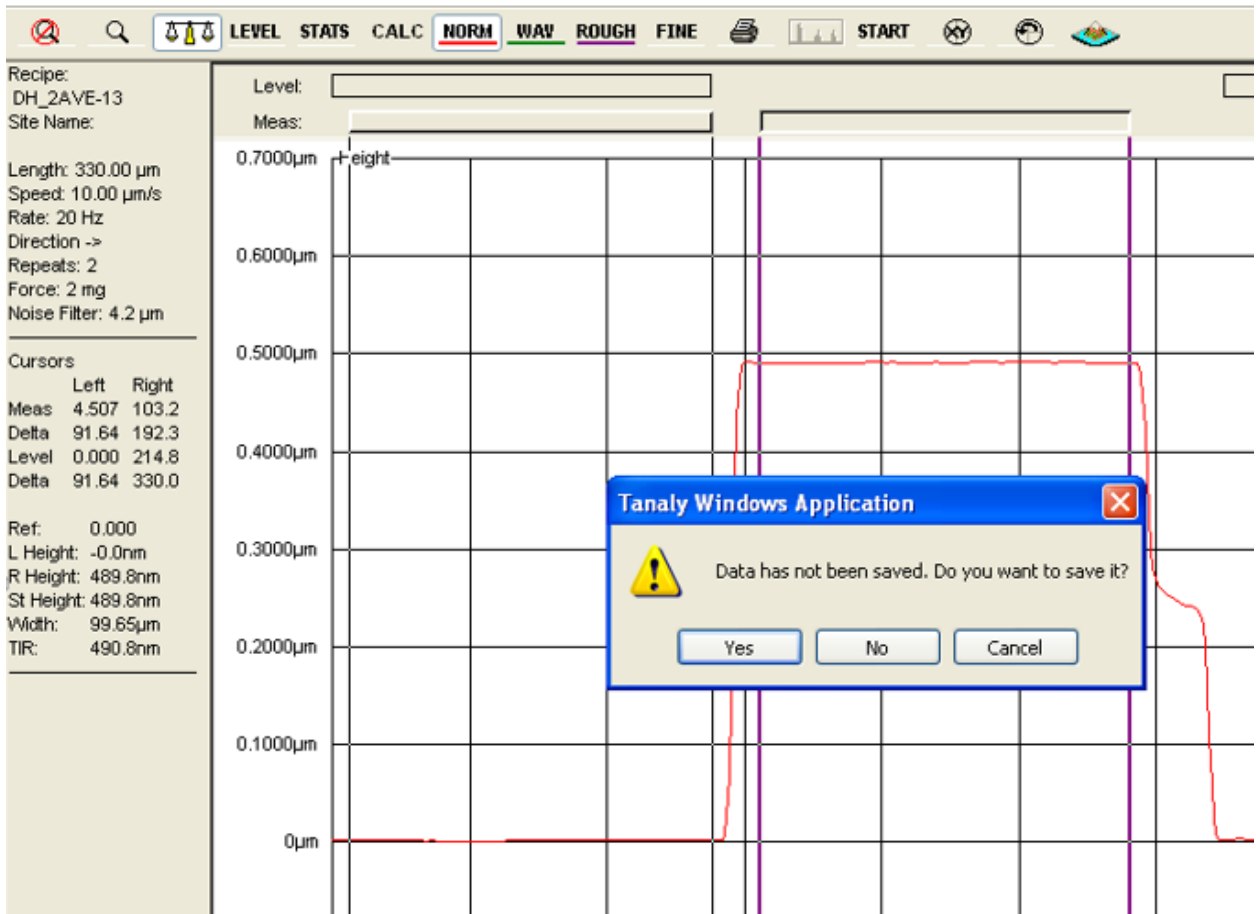 LEVEL STATS CALC NORM WAV ROUGH FINE START XY
Recipe:
DH_2AVE-13
Site Name:
Length: 330.00 µm
Speed: 10.00 µm/s
Rate: 20 Hz
Direction ->
Repeats: 2
Force: 2 mg
Noise Filter: 4.2 µm
Cursors
Left Right
Meas 4.507 103.2
Delta 91.64 192.3
Level 0.000 214.8
Delta 91.64 330.0
Ref: 0.000
L Height: -0.0nm
R Height: 489.8nm
St Height: 489.8nm
Width: 99.65µm
TIR: 490.8nm
Level:
Meas:
Height
0.7000µm
0.6000µm
0.5000µm
0.4000µm
0.3000µm
0.2000µm
0.1000µm
0µm
Tanaly Windows Application
Data has not been saved. Do you want to save it?
Yes No Cancel